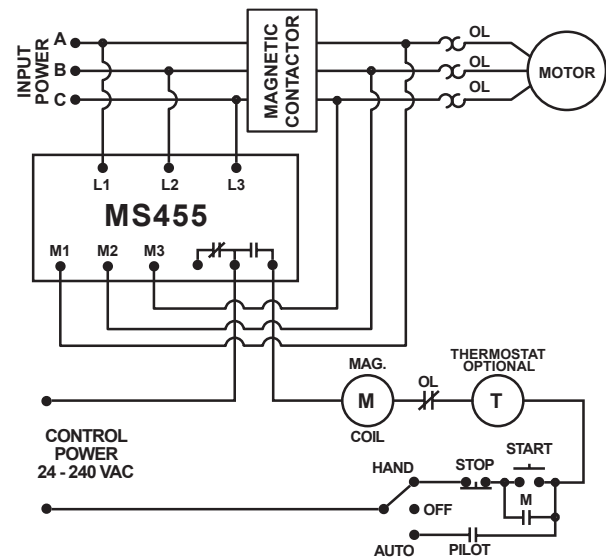 INPUT
POWER
A
B
C
MAGNETIC
CONTACTOR
OL
OL
MOTOR
L1
L2
L3
MS455
M1
M2
M3
MAG.
M
COIL
OL
THERMOSTAT
OPTIONAL
T
CONTROL
POWER
24 - 240 VAC
HAND
STOP
START
M
OFF
AUTO
PILOT